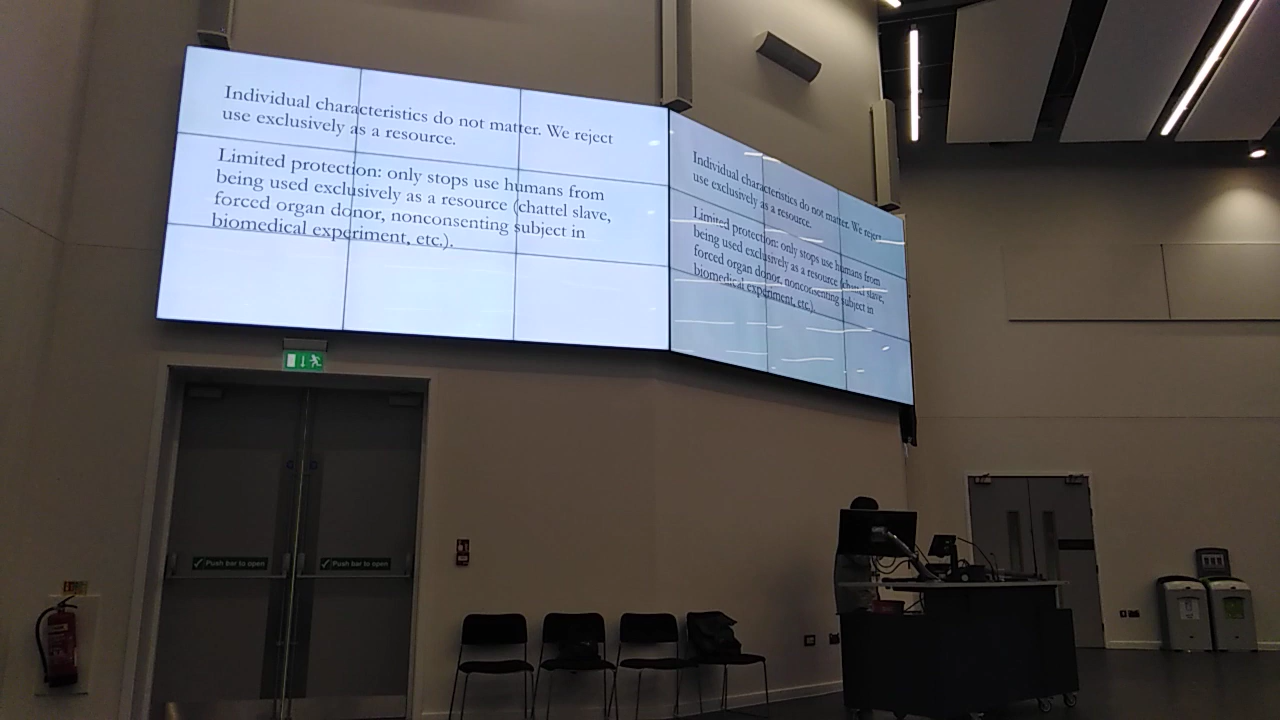 Individual characteristics do not matter. We reject
use exclusively as a resource.
Limited protection: only stops use humans from
being used exclusively as a resource (chattel slave,
forced organ donor, nonconsenting subject in
biomedical experiment, etc.).
Individual characteristics do not matter. We reject
use exclusively as a resource.
Limited protection: only stops use humans from
being used exclusively as a resource (chattel slave,
forced organ donor, nonconsenting subject in
biomedical experiment, etc.).
Push bar to open
Push bar to open